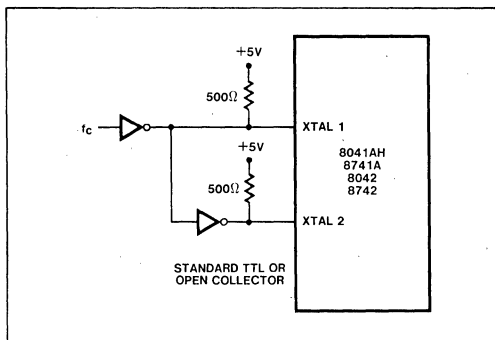 +5V
500Ω
fc
XTAL 1
+5V
8041AH
8741A
8042
8742
500Ω
XTAL 2
STANDARD TTL OR
OPEN COLLECTOR